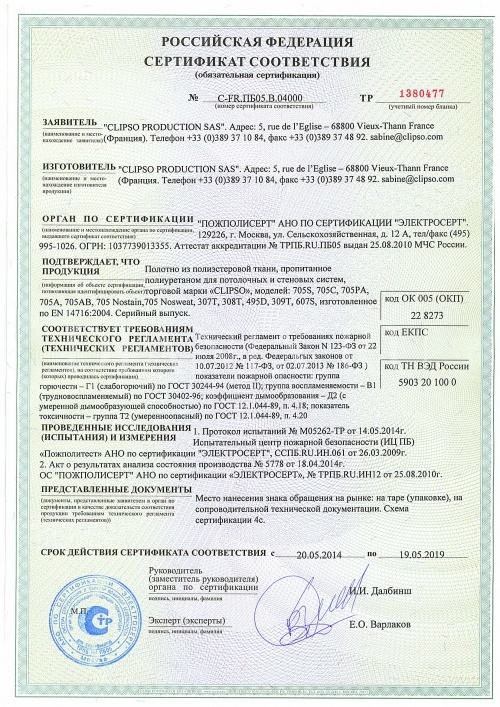 РОССИЙСКАЯ ФЕДЕРАЦИЯ
СЕРТИФИКАТ СООТВЕТСТВИЯ
(обязательная сертификация)
№ C-FR.ПБ05.В.04000 ТР 1380477
(номер сертификата соответствия) (учетный номер бланка)
ЗАЯВИТЕЛЬ "CLIPSO PRODUCTION SAS". Адрес: 5, rue de l'Eglise – 68800 Vieux-Thann France
(наименование и место-нахождение заявителя) (Франция). Телефон +33 (0)389 37 10 84, факс +33 (0)389 37 48 92. sabine@clipso.com
ИЗГОТОВИТЕЛЬ "CLIPSO PRODUCTION SAS". Адрес: 5, rue de l'Eglise – 68800 Vieux-Thann France
(наименование и место-нахождение изготовителя продукции) (Франция. Телефон +33 (0)389 37 10 84, факс +33 (0)389 37 48 92. sabine@clipso.com
ОРГАН ПО СЕРТИФИКАЦИИ "ПОЖПОЛИСЕРТ" АНО ПО СЕРТИФИКАЦИИ "ЭЛЕКТРОСЕРТ".
(наименование и местонахождение органа по сертификации, выдавшего сертификат соответствия) 129226, г. Москва, ул. Сельскохозяйственная, д. 12 А, тел/факс (495)
995-1026. ОГРН: 1037739013355. Аттестат аккредитации № ТРПБ.RU.ПБ05 выдан 25.08.2010 МЧС России.
ПОДТВЕРЖДАЕТ, ЧТО
ПРОДУКЦИЯ Полотно из полиэстеровой ткани, пропитанное
(информация об объекте сертификации, позволяющая идентифицировать объект) полиуретаном для потолочных и стеновых систем,
торговой марки «CLIPSO», моделей: 705S, 705C, 705PA,
705A, 705AB, 705 Nostain,705 Nosweat, 307T, 308T, 495D, 309T, 607S, изготовленное
по EN 14716:2004. Серийный выпуск.
код ОК 005 (ОКП)
22 8273
код ЕКПС
код ТН ВЭД России
5903 20 100 0
СООТВЕТСТВУЕТ ТРЕБОВАНИЯМ
ТЕХНИЧЕСКОГО РЕГЛАМЕНТА
(ТЕХНИЧЕСКИХ РЕГЛАМЕНТОВ)
(наименование технического регламента (технических регламентов), на соответствие требованиям которого (которых) проводилась сертификация)
Технический регламент о требованиях пожарной
безопасности (Федеральный Закон N 123-ФЗ от 22
июля 2008г., в ред. Федеральных законов от
10.07.2012 № 117-ФЗ, от 02.07.2013 № 186-ФЗ )
показатели пожарной опасности: группа
горючести – Г1 (слабогорючий) по ГОСТ 30244-94 (метод II); группа воспламеняемости – В1
(трудновоспламеняемый) по ГОСТ 30402-96; коэффициент дымообразования – Д2 (с
умеренной дымообразующей способностью) по ГОСТ 12.1.044-89, п. 4.18; показатель
токсичности – группа Т2 (умеренноопасный) по ГОСТ 12.1.044-89, п. 4.20
ПРОВЕДЕННЫЕ ИССЛЕДОВАНИЯ
(ИСПЫТАНИЯ) И ИЗМЕРЕНИЯ
1. Протокол испытаний № М05262-ТР от 14.05.2014г.
Испытательный центр пожарной безопасности (ИЦ ПБ)
«Пожполитест» АНО по сертификации "ЭЛЕКТРОСЕРТ", ССПБ.RU.ИН.061 от 26.03.2009г.
2. Акт о результатах анализа состояния производства № 5778 от 18.04.2014г.
ОС "ПОЖПОЛИСЕРТ" АНО по сертификации «ЭЛЕКТРОСЕРТ», № ТРПБ.RU.ИН12 от 25.08.2010г.
ПРЕДСТАВЛЕННЫЕ ДОКУМЕНТЫ
(документы, представленные заявителем в орган по сертификации в качестве доказательств соответствия продукции требованиям технического регламента (технических регламентов))
Место нанесения знака обращения на рынке: на таре (упаковке), на
сопроводительной технической документации. Схема
сертификации 4с.
СРОК ДЕЙСТВИЯ СЕРТИФИКАТА СООТВЕТСТВИЯ с 20.05.2014 по 19.05.2019
Руководитель
(заместитель руководителя)
органа по сертификации
подпись, инициалы, фамилия
И.И. Далбинш
М.П.
Эксперт (эксперты)
подпись, инициалы, фамилия
Е.О. Варлаков